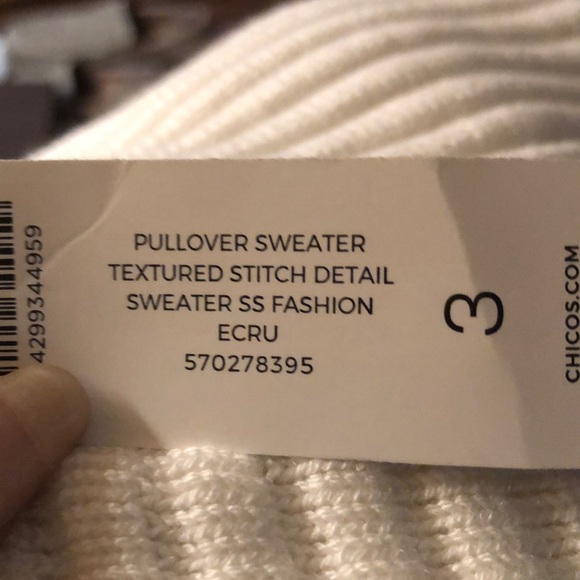 PULLOVER SWEATER
TEXTURED STITCH DETAIL
SWEATER SS FASHION
ECRU
570278395
3
CHICOS.COM
4299344959